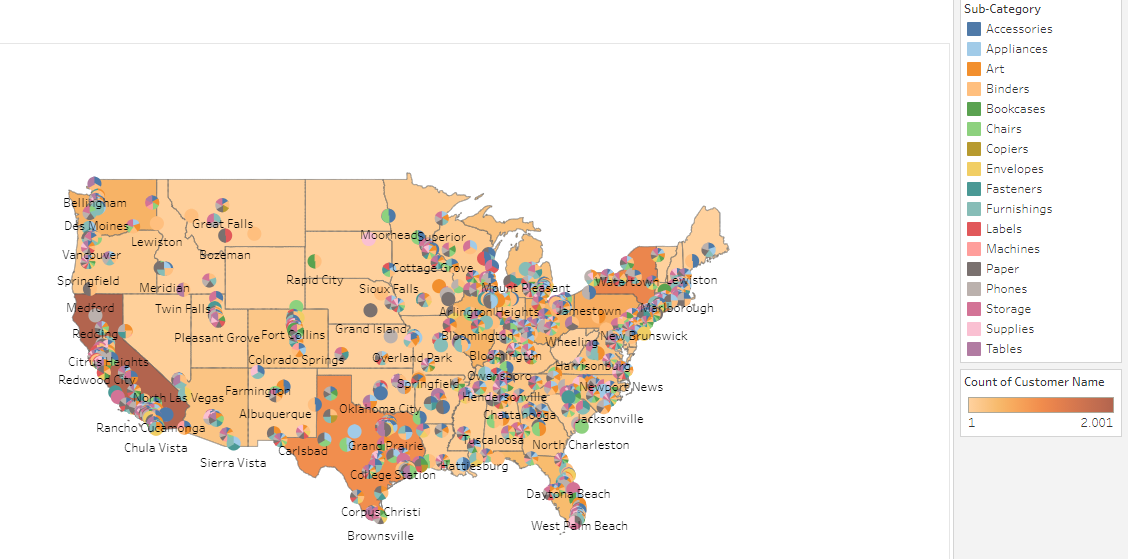 Sub-Category
Accessories
Appliances
Art
Binders
Bookcases
Chairs
Copiers
Envelopes
Fasteners
Furnishings
Labels
Machines
Paper
Phones
Storage
Supplies
Tables
Count of Customer Name
1 2.001
Bellingham
Des Moines
Great Falls
Lewiston
Moorhead
Superior
Vancouver
Bozeman
Cottage Grove
Springfield
Meridian
Rapid City
Sioux Falls
Mount Pleasant
Watertown
Lewiston
Medford
Twin Falls
Arlington Heights
Jamestown
Marlborough
Redding
Pleasant Grove
Fort Collins
Grand Island
Bloomington
Wheeling
New Brunswick
Citrus Heights
Colorado Springs
Overland Park
Bloomington
Harrisonburg
Redwood City
Farmington
Springfield
Owensboro
Newport News
North Las Vegas
Albuquerque
Oklahoma City
Hendersonville
Chattanooga
Jacksonville
Rancho Cucamonga
Chula Vista
Sierra Vista
Carlsbad
Grand Prairie
Tuscaloosa
North Charleston
College Station
Hattiesburg
Daytona Beach
Corpus Christi
West Palm Beach
Brownsville